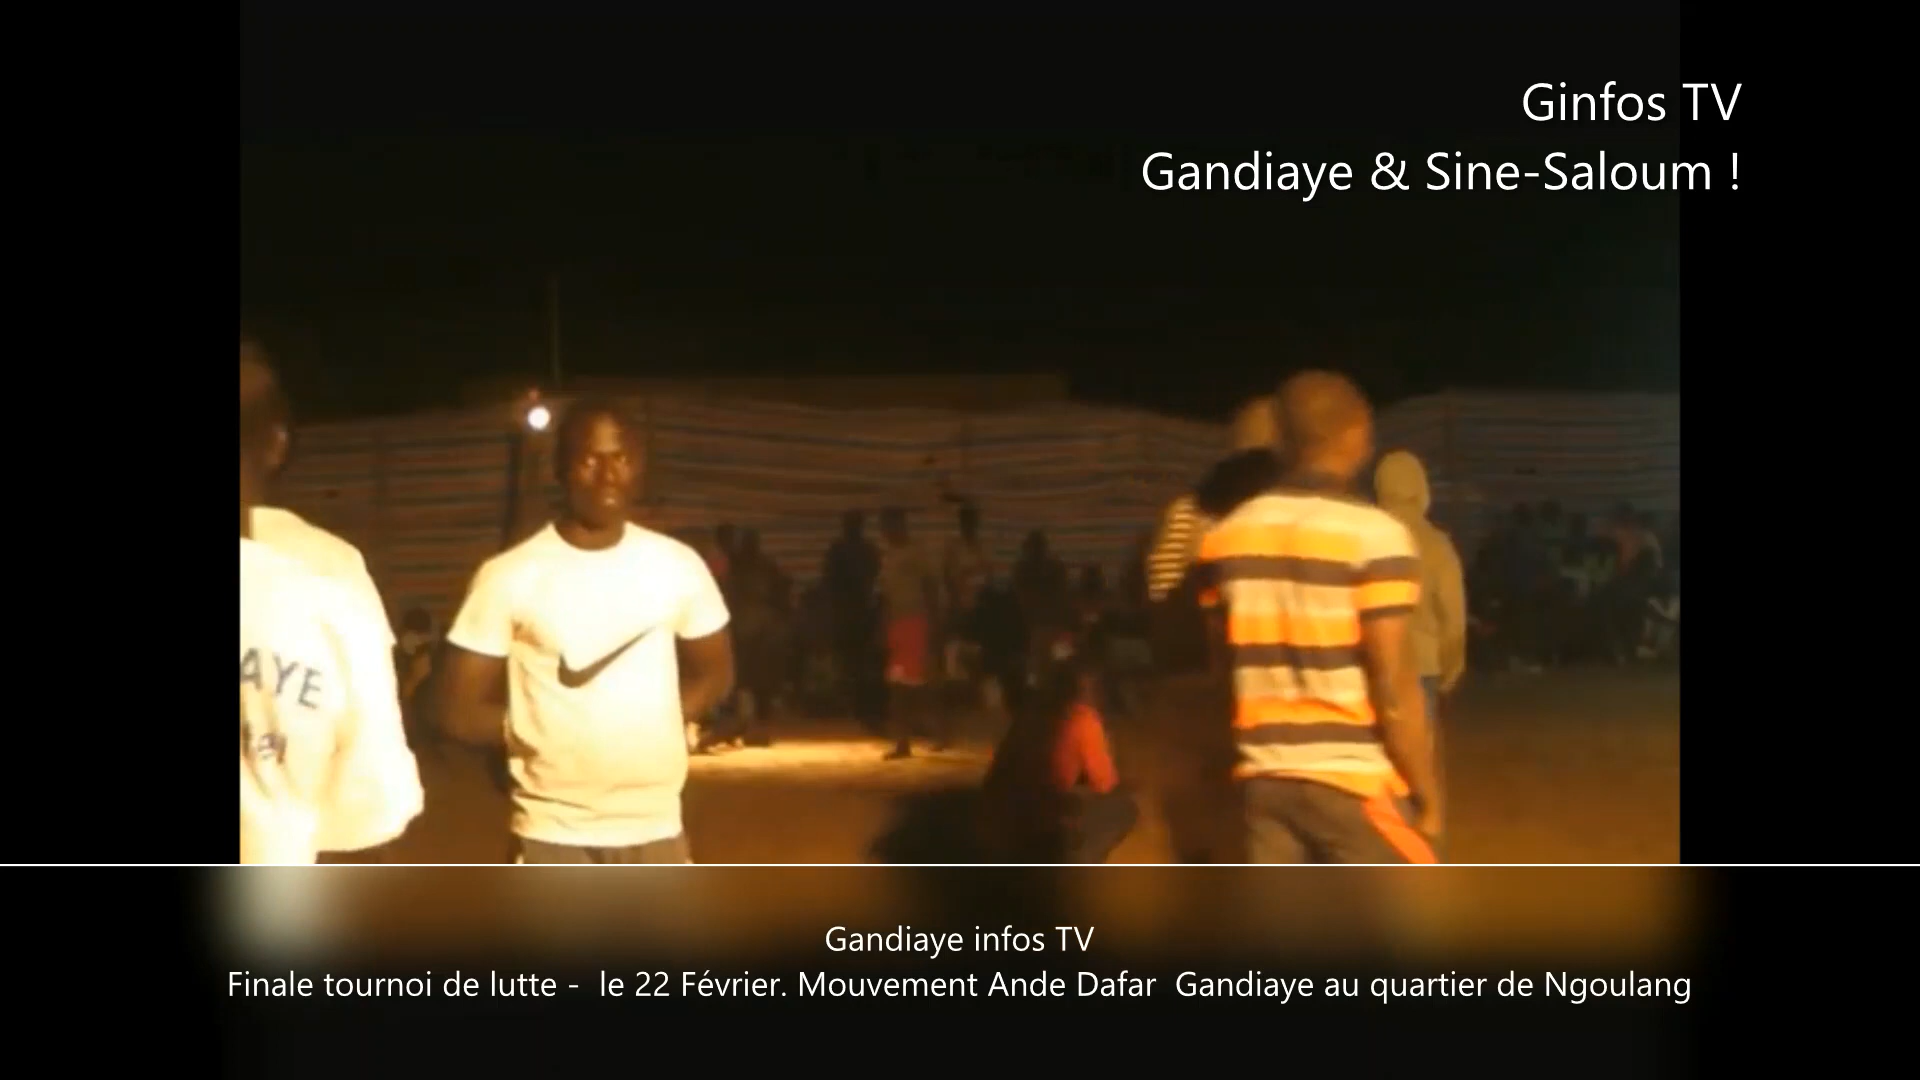 Ginfos TV
Gandiaye & Sine-Saloum !
AYE
Gandiaye infos TV
Finale tournoi de lutte -  le 22 Février. Mouvement Ande Dafar  Gandiaye au quartier de Ngoulang